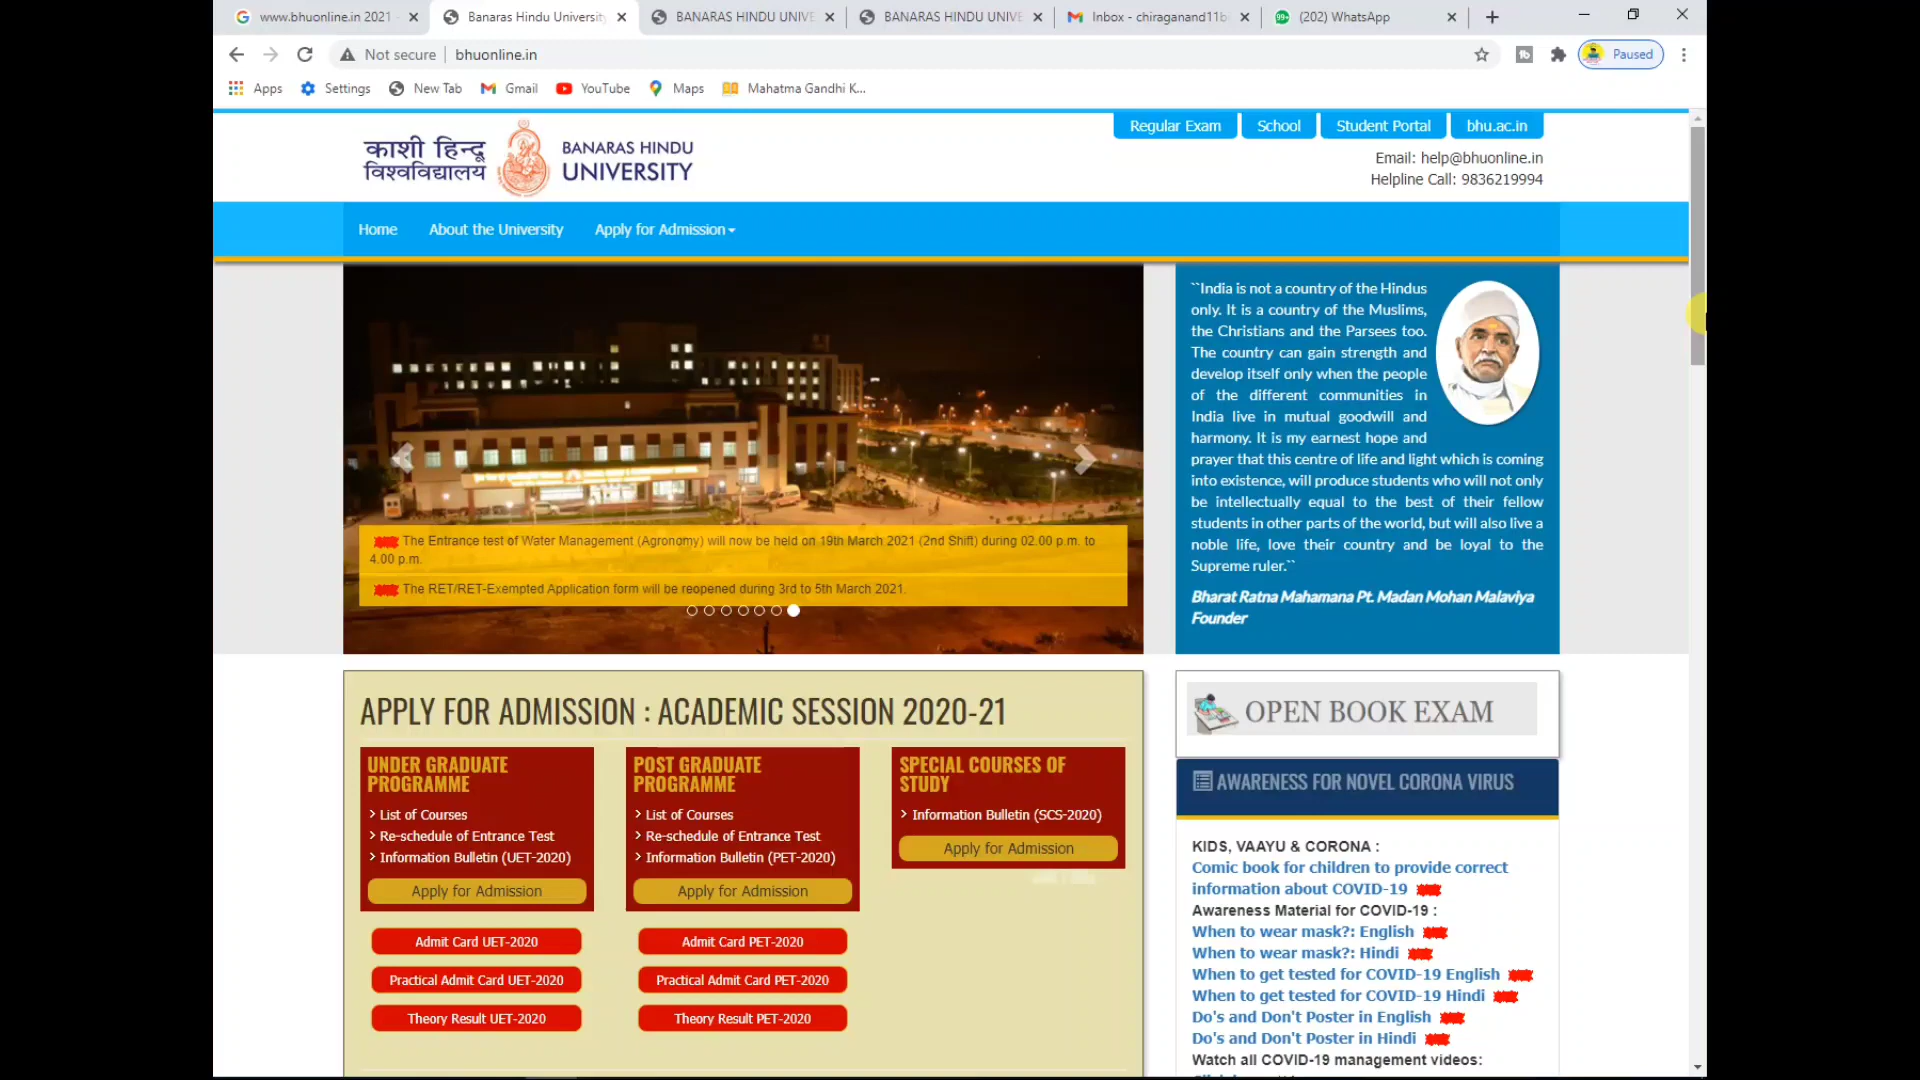 www.bhuonline.in 2021
Banaras Hindu University
BANARAS HINDU UNIVE
BANARAS HINDU UNIVE
Inbox - chiraganand11b
99+
(202) WhatsApp
Not secure
bhuonline.in
Paused
Apps
Settings
New Tab
Gmail
YouTube
Maps
Mahatma Gandhi K...
Regular Exam
School
Student Portal
bhu.ac.in
काशी हिन्दू
विश्वविद्यालय
BANARAS HINDU
UNIVERSITY
Email: help@bhuonline.in
Helpline Call: 9836219994
Home
About the University
Apply for Admission
The Entrance test of Water Management (Agronomy) will now be held on 19th March 2021 (2nd Shift) during 02.00 p.m. to
4.00 p.m.
The RET/RET-Exempted Application form will be reopened during 3rd to 5th March 2021.
``India is not a country of the Hindus
only. It is a country of the Muslims,
the Christians and the Parsees too.
The country can gain strength and
develop itself only when the people
of the different communities in
India live in mutual goodwill and
harmony. It is my earnest hope and
prayer that this centre of life and light which is coming
into existence, will produce students who will not only
be intellectually equal to the best of their fellow
students in other parts of the world, but will also live a
noble life, love their country and be loyal to the
Supreme ruler.``
Bharat Ratna Mahamana Pt. Madan Mohan Malaviya
Founder
APPLY FOR ADMISSION : ACADEMIC SESSION 2020-21
UNDER GRADUATE
PROGRAMME
List of Courses
Re-schedule of Entrance Test
Information Bulletin (UET-2020)
Apply for Admission
Admit Card UET-2020
Practical Admit Card UET-2020
Theory Result UET-2020
POST GRADUATE
PROGRAMME
List of Courses
Re-schedule of Entrance Test
Information Bulletin (PET-2020)
Apply for Admission
Admit Card PET-2020
Practical Admit Card PET-2020
Theory Result PET-2020
SPECIAL COURSES OF
STUDY
Information Bulletin (SCS-2020)
Apply for Admission
OPEN BOOK EXAM
AWARENESS FOR NOVEL CORONA VIRUS
KIDS, VAAYU & CORONA :
Comic book for children to provide correct
information about COVID-19
Awareness Material for COVID-19 :
When to wear mask?: English
When to wear mask?: Hindi
When to get tested for COVID-19 English
When to get tested for COVID-19 Hindi
Do's and Don't Poster in English
Do's and Don't Poster in Hindi
Watch all COVID-19 management videos: